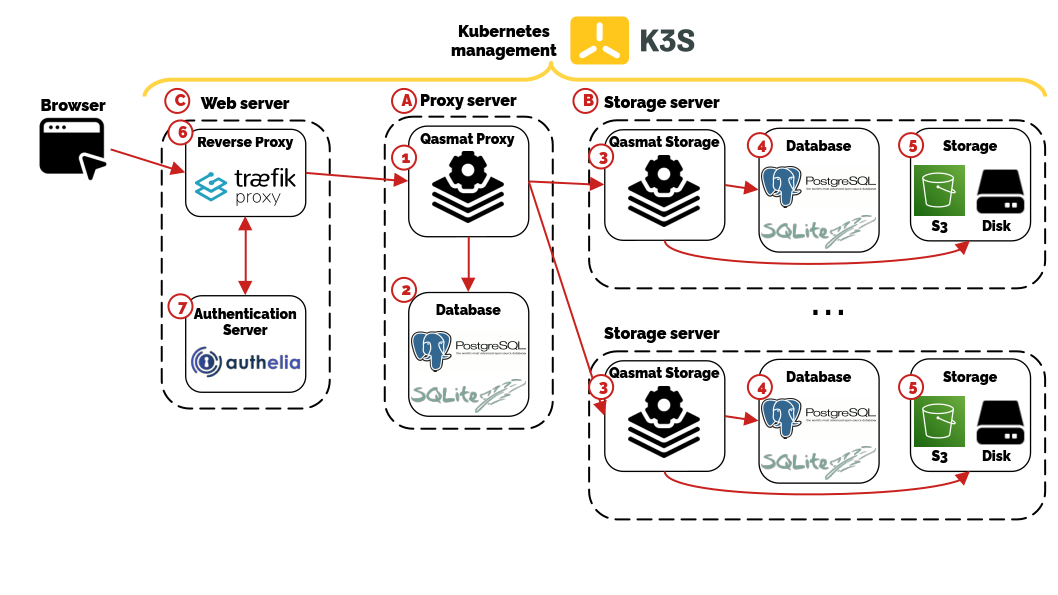 Kubernetes
management
K3S
Browser
C
Web server
6
Reverse Proxy
træfik
proxy
7
Authentication
Server
authelia
A
Proxy server
1
Qasmat Proxy
2
Database
PostgreSQL
SQLite
B
Storage server
3
Qasmat Storage
4
Database
PostgreSQL
SQLite
5
Storage
S3
Disk
...
Storage server
3
Qasmat Storage
4
Database
PostgreSQL
SQLite
5
Storage
S3
Disk